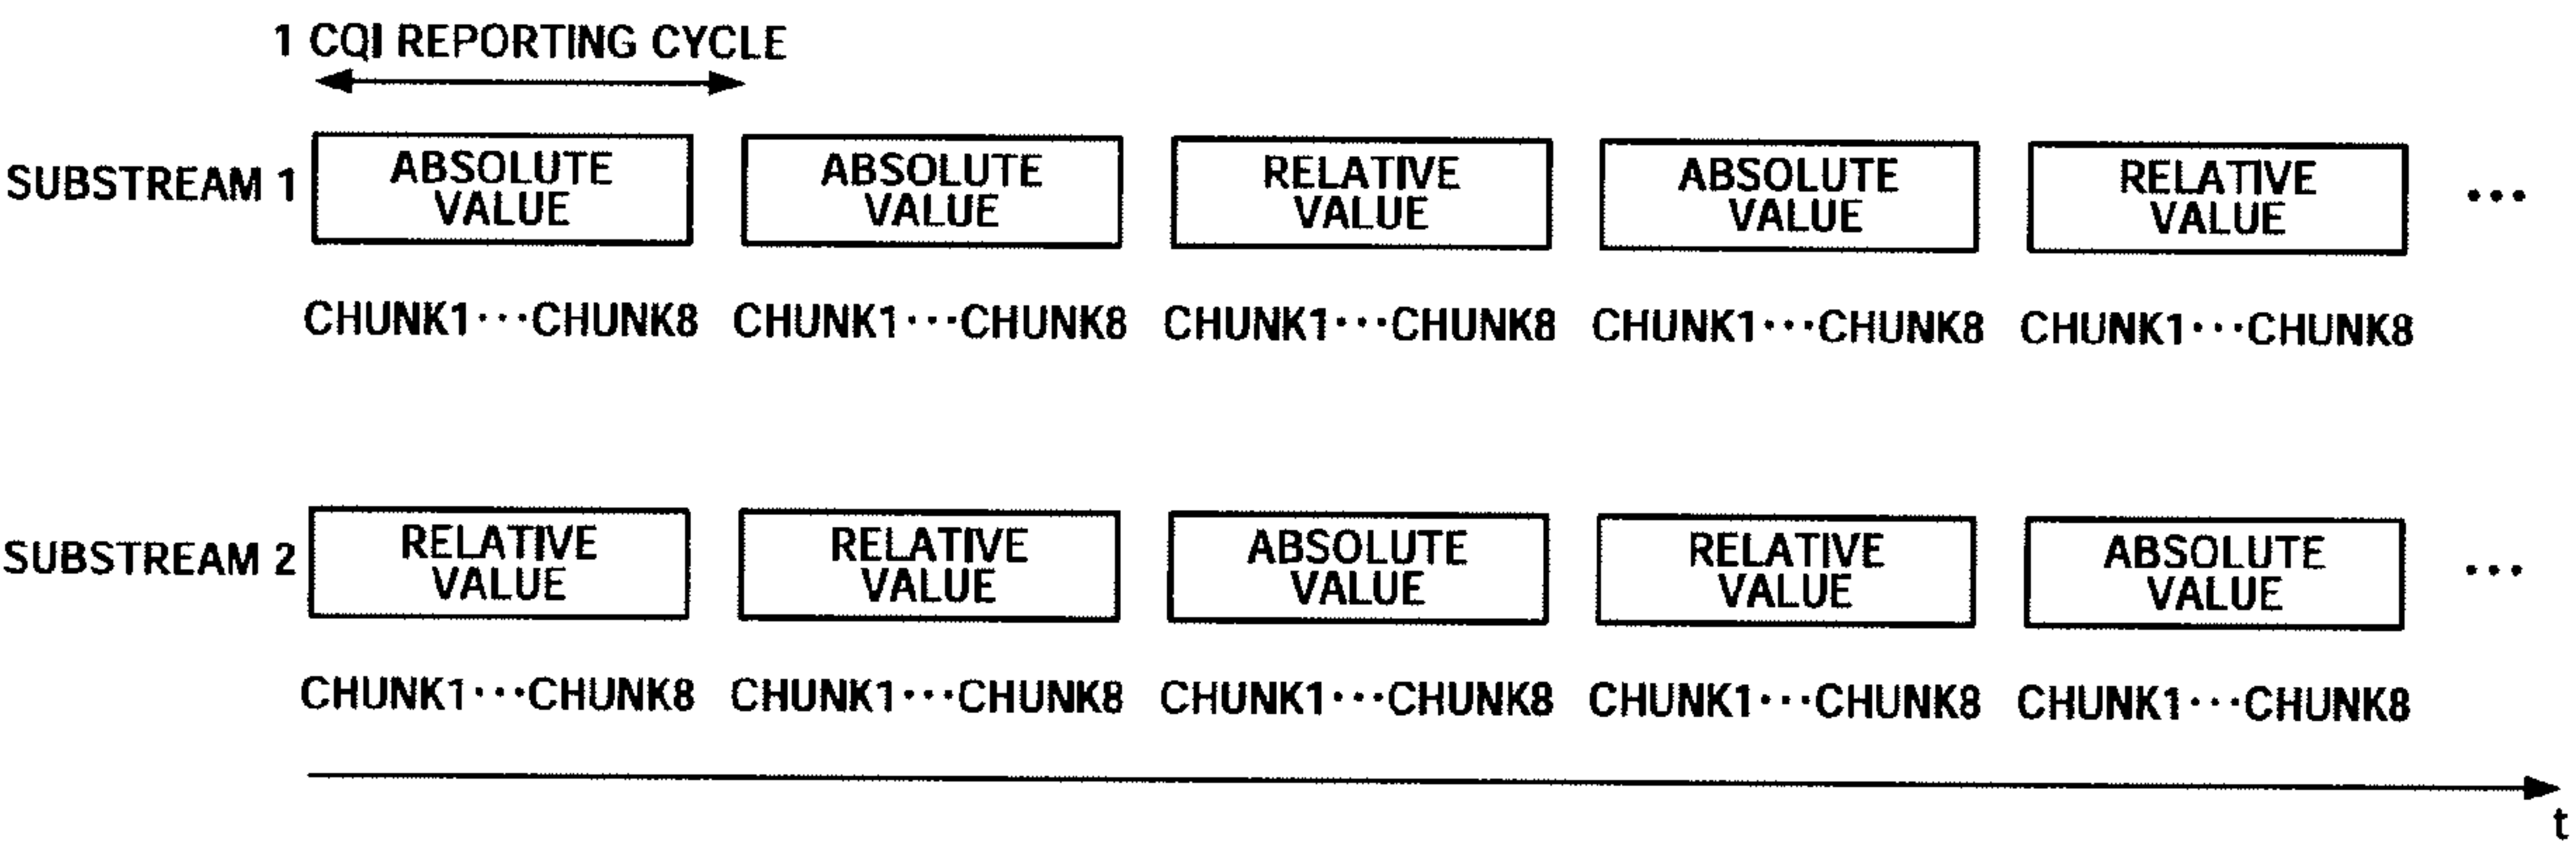 1 CQI REPORTING CYCLE
SUBSTREAM 1
ABSOLUTE
VALUE
ABSOLUTE
VALUE
RELATIVE
VALUE
ABSOLUTE
VALUE
RELATIVE
VALUE
...
CHUNK1···CHUNK8 CHUNK1···CHUNK8 CHUNK1···CHUNK8 CHUNK1···CHUNK8 CHUNK1···CHUNK8
SUBSTREAM 2
RELATIVE
VALUE
RELATIVE
VALUE
ABSOLUTE
VALUE
RELATIVE
VALUE
ABSOLUTE
VALUE
...
CHUNK1···CHUNK8 CHUNK1···CHUNK8 CHUNK1···CHUNK8 CHUNK1···CHUNK8 CHUNK1···CHUNK8
t